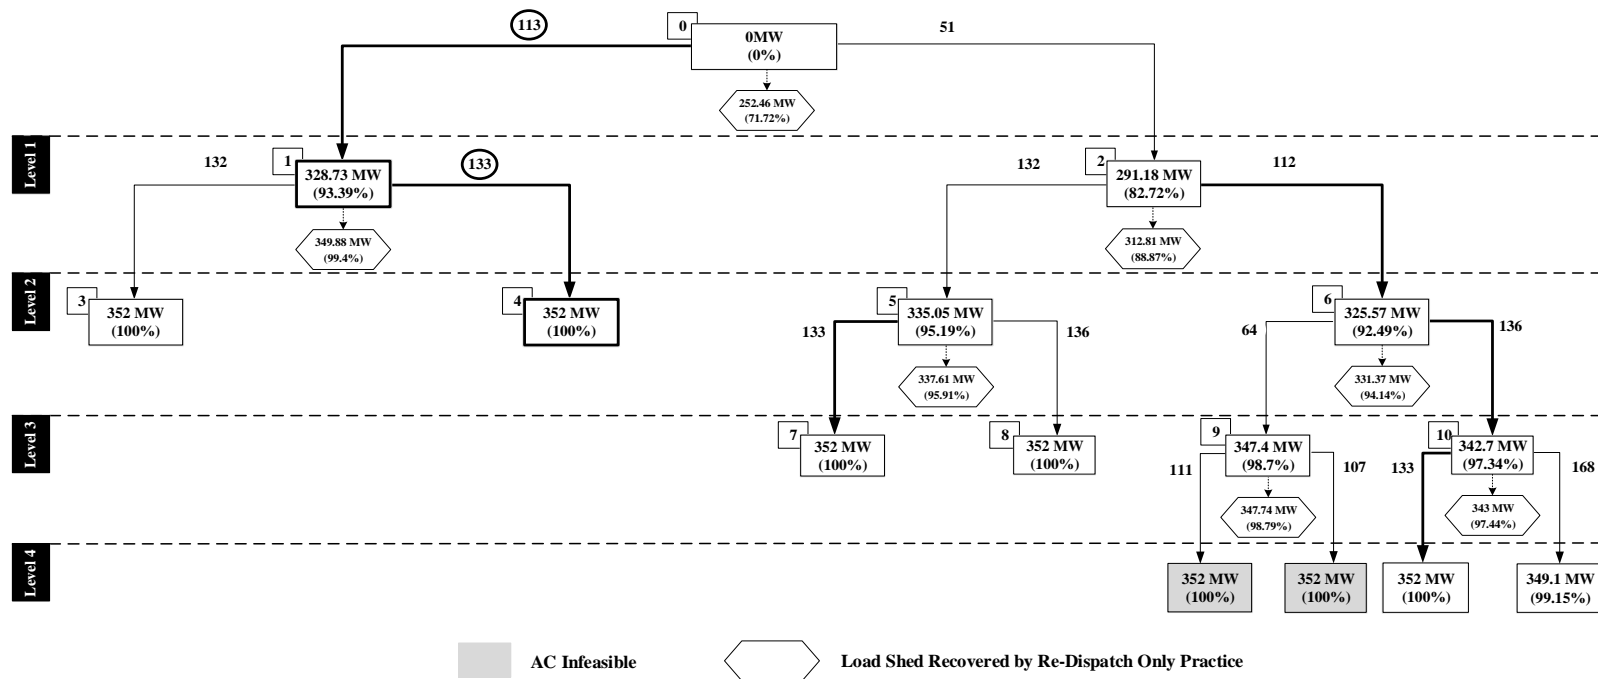 113
0
51
0MW
(0%)
252.46 MW
(71.72%)
Level 1
132
1
133
132
2
112
328.73 MW
(93.39%)
291.18 MW
(82.72%)
349.88 MW
(99.4%)
312.81 MW
(88.87%)
Level 2
3
352 MW
(100%)
4
352 MW
(100%)
5
335.05 MW
(95.19%)
6
325.57 MW
(92.49%)
133
136
64
136
337.61 MW
(95.91%)
331.37 MW
(94.14%)
Level 3
7
352 MW
(100%)
8
352 MW
(100%)
9
347.4 MW
(98.7%)
10
342.7 MW
(97.34%)
111
107
133
168
347.74 MW
(98.79%)
343 MW
(97.44%)
Level 4
352 MW
(100%)
352 MW
(100%)
352 MW
(100%)
349.1 MW
(99.15%)
AC Infeasible
Load Shed Recovered by Re-Dispatch Only Practice